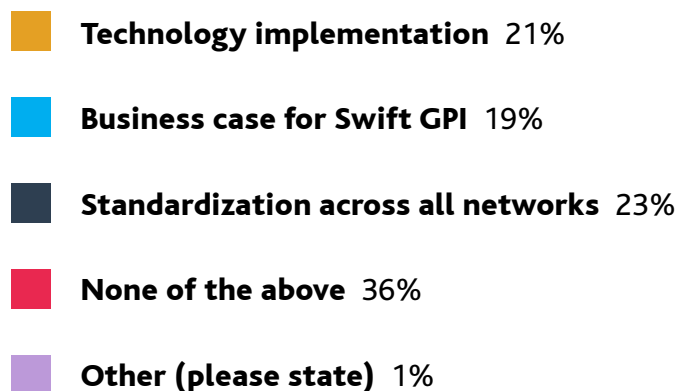 Technology implementation 21%
Business case for Swift GPI 19%
Standardization across all networks 23%
None of the above 36%
Other (please state) 1%